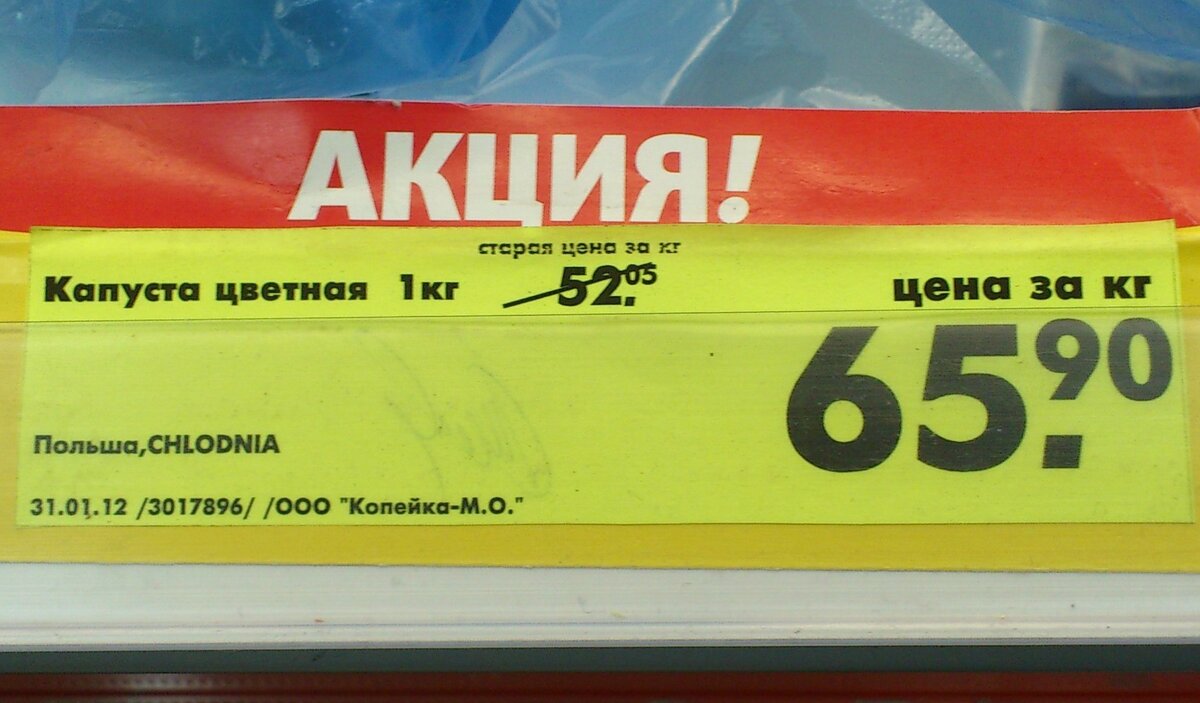 АКЦИЯ!
старая цена за кг
Капуста цветная 1кг 52.05 цена за кг
65.90
Польша,CHLODNIA
31.01.12 /3017896/ /ООО "Копейка-М.О."